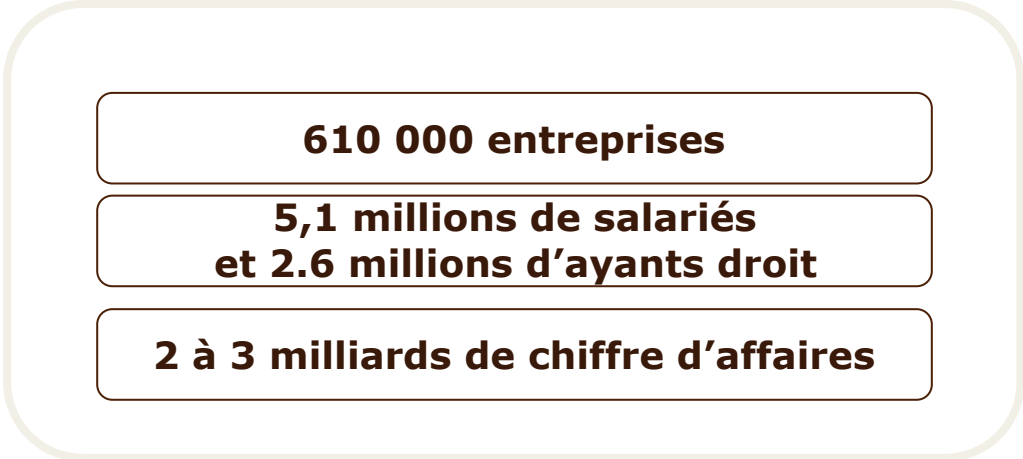 610 000 entreprises
5,1 millions de salariés
et 2.6 millions d’ayants droit
2 à 3 milliards de chiffre d’affaires